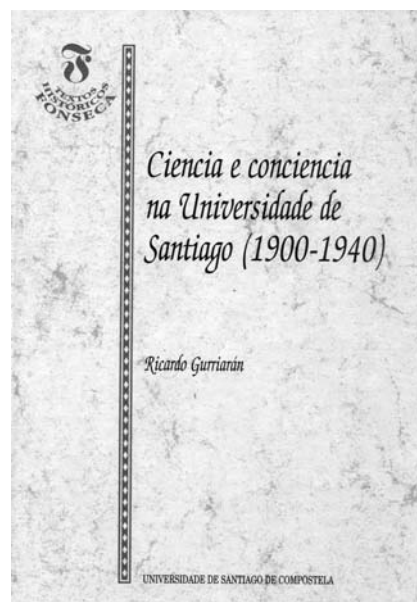 TEXTOS
HISTÓRICOS
FONSECA
Ciencia e conciencia
na Universidade de
Santiago (1900-1940)
Ricardo Gurriarán
UNIVERSIDADE DE SANTIAGO DE COMPOSTELA